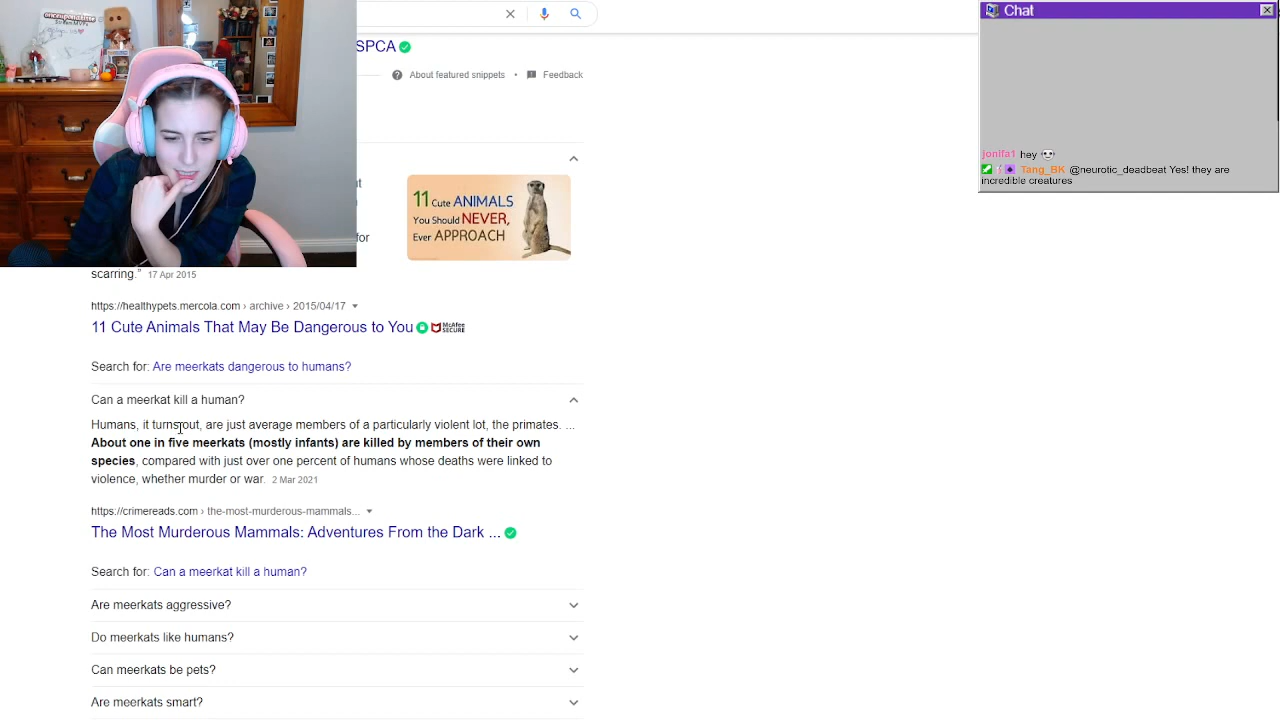 SPCA
About featured snippets • Feedback
for
scarring." 17 Apr 2015
11 Cute ANIMALS
You Should NEVER,
Ever APPROACH
https://healthypets.mercola.com › archive › 2015/04/17
11 Cute Animals That May Be Dangerous to You McAfee SECURE
Search for: Are meerkats dangerous to humans?
Can a meerkat kill a human?
Humans, it turns out, are just average members of a particularly violent lot, the primates. ...
About one in five meerkats (mostly infants) are killed by members of their own
species, compared with just over one percent of humans whose deaths were linked to
violence, whether murder or war. 2 Mar 2021
https://crimereads.com › the-most-murderous-mammals...
The Most Murderous Mammals: Adventures From the Dark ...
Search for: Can a meerkat kill a human?
Are meerkats aggressive?
Do meerkats like humans?
Can meerkats be pets?
Are meerkats smart?
Chat
jonifa1 hey
Tang_BK @neurotic_deadbeat Yes! they are
incredible creatures